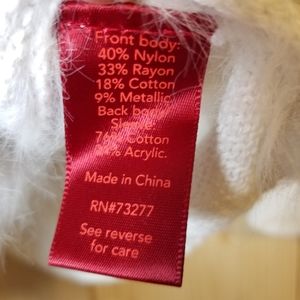 Front body:
40% Nylon
33% Rayon
18% Cotton
9% Metallic
Back body
Cotton
Acrylic.
Made in China
RN#73277
See reverse
for care